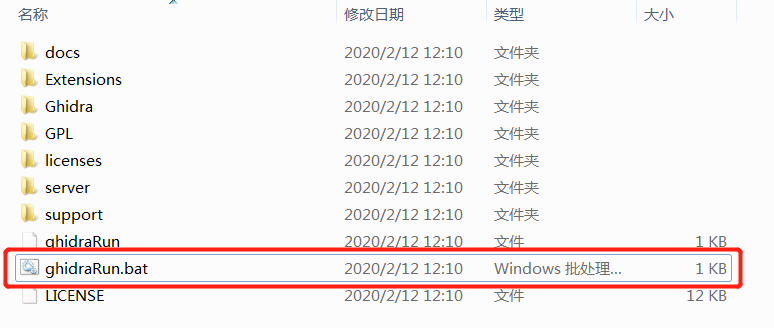 名称 修改日期 类型 大小
docs 2020/2/12 12:10 文件夹
Extensions 2020/2/12 12:10 文件夹
Ghidra 2020/2/12 12:10 文件夹
GPL 2020/2/12 12:10 文件夹
licenses 2020/2/12 12:10 文件夹
server 2020/2/12 12:10 文件夹
support 2020/2/12 12:10 文件夹
ghidraRun 2020/2/12 12:10 文件 1 KB
ghidraRun.bat 2020/2/12 12:10 Windows 批处理... 1 KB
LICENSE 2020/2/12 12:10 文件 12 KB